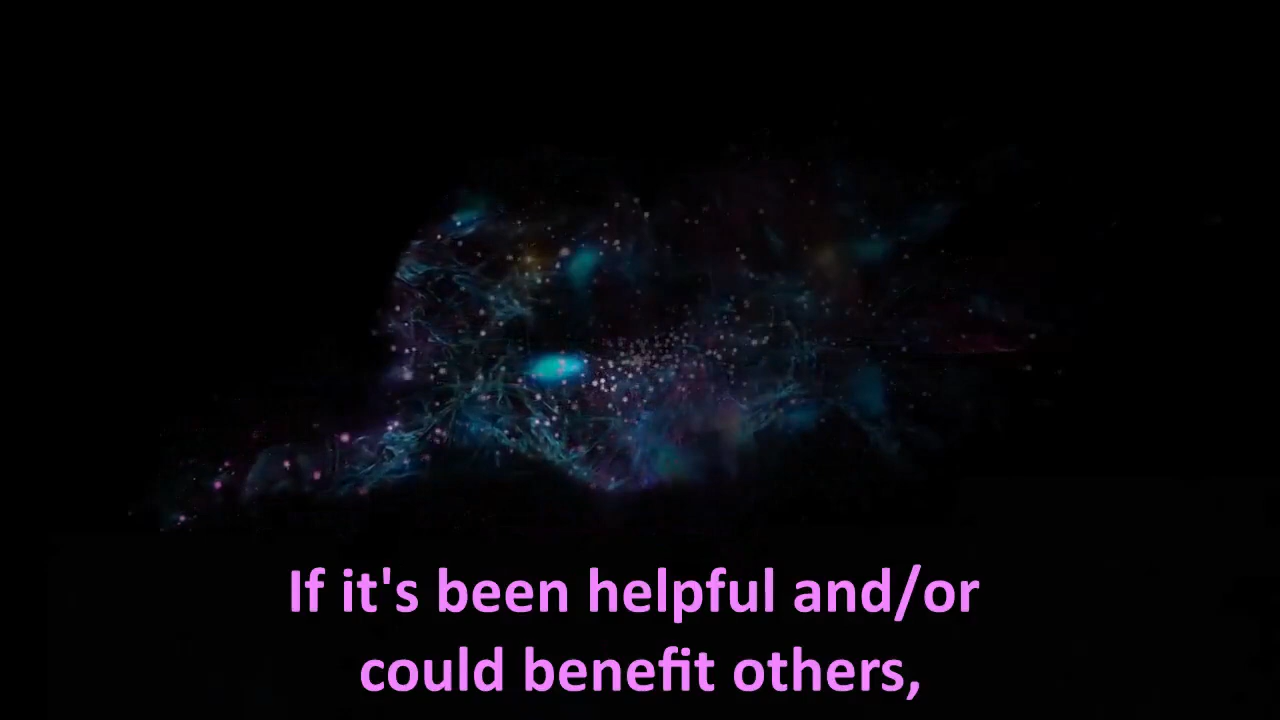 If it's been helpful and/or
could benefit others,